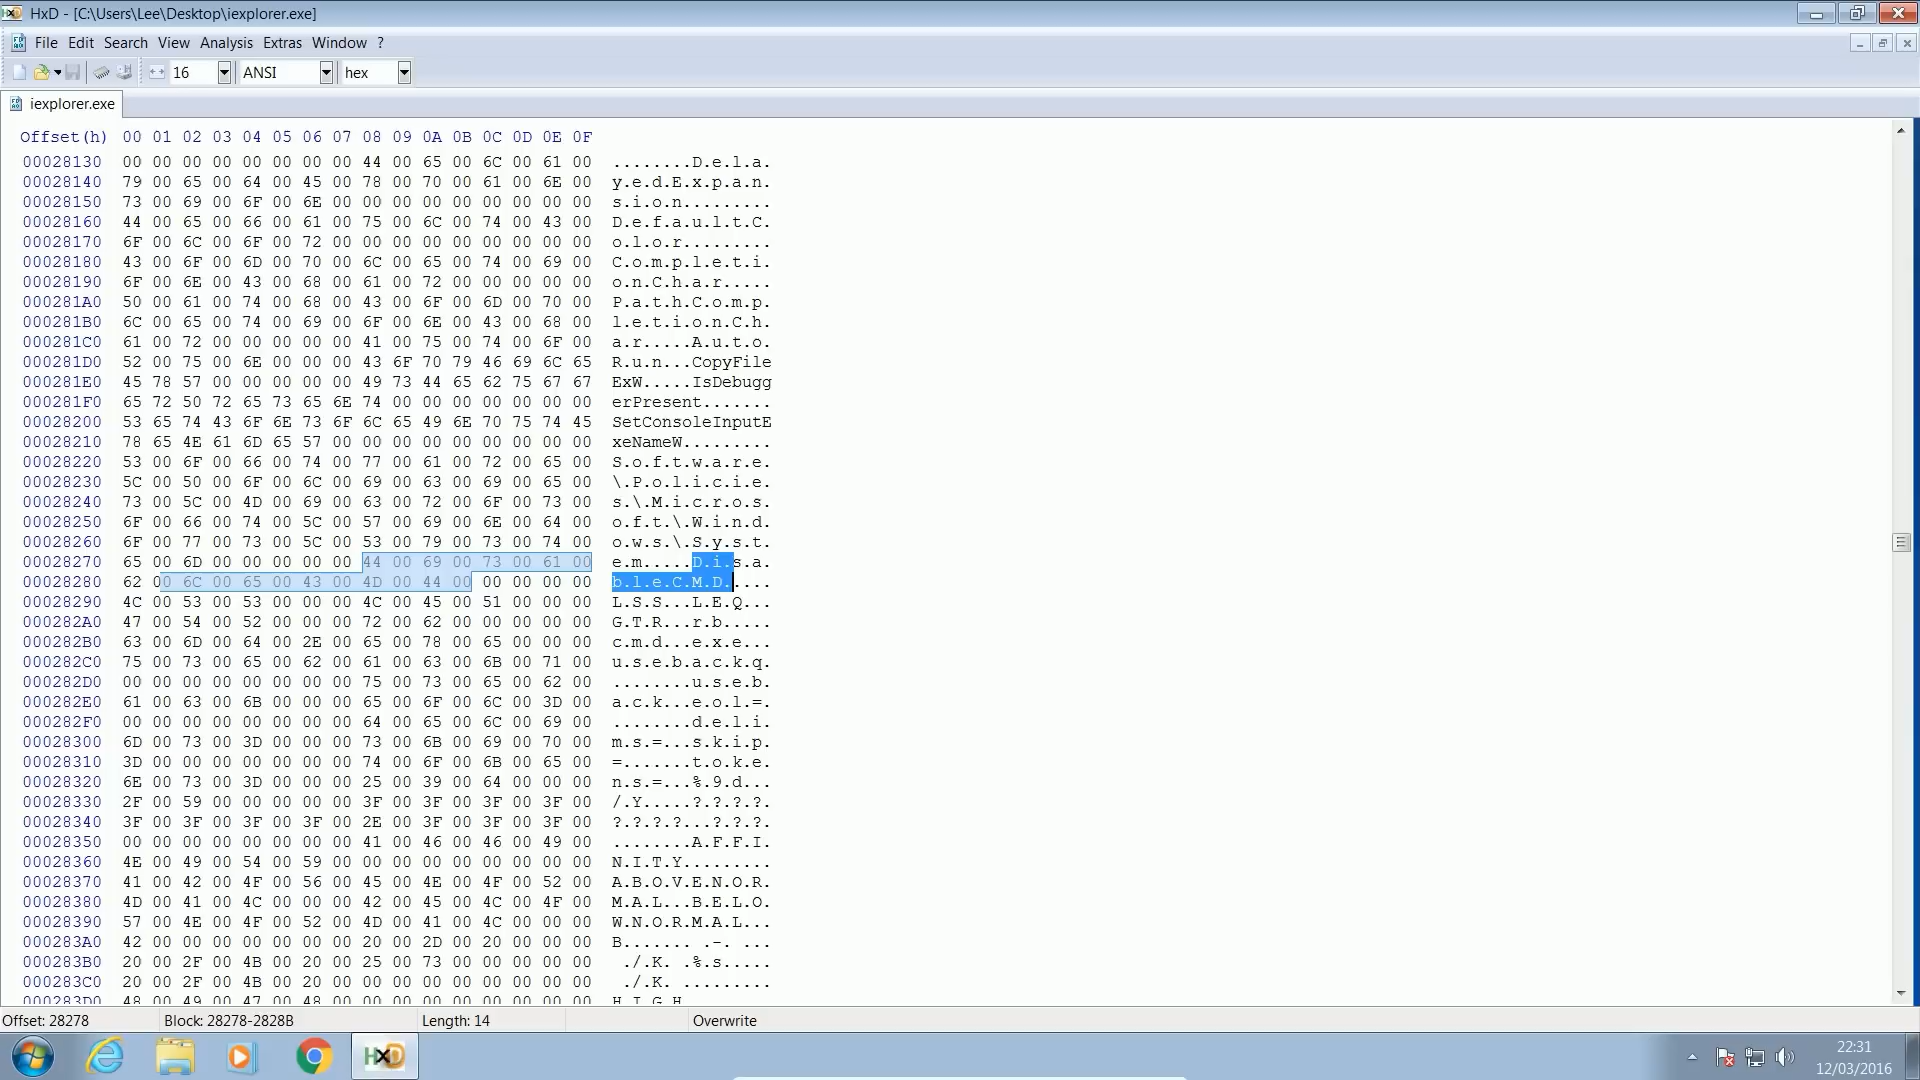 HxD - [C:\Users\Lee\Desktop\iexplorer.exe]
File Edit Search View Analysis Extras Window ?
16 ANSI hex
iexplorer.exe
Offset(h) 00 01 02 03 04 05 06 07 08 09 0A 0B 0C 0D 0E 0F
00028130 00 00 00 00 00 00 00 00 44 00 65 00 6C 00 61 00 ........D.e.l.a.
00028140 79 00 65 00 64 00 45 00 78 00 70 00 61 00 6E 00 y.e.d.E.x.p.a.n.
00028150 73 00 69 00 6F 00 6E 00 00 00 00 00 00 00 00 00 s.i.o.n.........
00028160 44 00 65 00 66 00 61 00 75 00 6C 00 74 00 43 00 D.e.f.a.u.l.t.C.
00028170 6F 00 6C 00 6F 00 72 00 00 00 00 00 00 00 00 00 o.l.o.r.........
00028180 43 00 6F 00 6D 00 70 00 6C 00 65 00 74 00 69 00 C.o.m.p.l.e.t.i.
00028190 6F 00 6E 00 43 00 68 00 61 00 72 00 00 00 00 00 o.n.C.h.a.r.....
000281A0 50 00 61 00 74 00 68 00 43 00 6F 00 6D 00 70 00 P.a.t.h.C.o.m.p.
000281B0 6C 00 65 00 74 00 69 00 6F 00 6E 00 43 00 68 00 l.e.t.i.o.n.C.h.
000281C0 61 00 72 00 00 00 00 00 41 00 75 00 74 00 6F 00 a.r.....A.u.t.o.
000281D0 52 00 75 00 6E 00 00 00 43 6F 70 79 46 69 6C 65 R.u.n...CopyFile
000281E0 45 78 57 00 00 00 00 00 49 73 44 65 62 75 67 67 ExW.....IsDebugg
000281F0 65 72 50 72 65 73 65 6E 74 00 00 00 00 00 00 00 erPresent.......
00028200 53 65 74 43 6F 6E 73 6F 6C 65 49 6E 70 75 74 45 SetConsoleInputE
00028210 78 65 4E 61 6D 65 57 00 00 00 00 00 00 00 00 00 xeNameW.........
00028220 53 00 6F 00 66 00 74 00 77 00 61 00 72 00 65 00 S.o.f.t.w.a.r.e.
00028230 5C 00 50 00 6F 00 6C 00 69 00 63 00 69 00 65 00 \.P.o.l.i.c.i.e.
00028240 73 00 5C 00 4D 00 69 00 63 00 72 00 6F 00 73 00 s.\.M.i.c.r.o.s.
00028250 6F 00 66 00 74 00 5C 00 57 00 69 00 6E 00 64 00 o.f.t.\.W.i.n.d.
00028260 6F 00 77 00 73 00 5C 00 53 00 79 00 73 00 74 00 o.w.s.\.S.y.s.t.
00028270 65 00 6D 00 00 00 00 00 44 00 69 00 73 00 61 00 e.m.....D.i.s.a.
00028280 62 00 6C 00 65 00 43 00 4D 00 44 00 00 00 00 00 b.l.e.C.M.D.....
00028290 4C 00 53 00 53 00 00 00 4C 00 45 00 51 00 00 00 L.S.S...L.E.Q...
000282A0 47 00 54 00 52 00 00 00 72 00 62 00 00 00 00 00 G.T.R...r.b.....
000282B0 63 00 6D 00 64 00 2E 00 65 00 78 00 65 00 00 00 c.m.d...e.x.e...
000282C0 75 00 73 00 65 00 62 00 61 00 63 00 6B 00 71 00 u.s.e.b.a.c.k.q.
000282D0 00 00 00 00 00 00 00 00 75 00 73 00 65 00 62 00 ........u.s.e.b.
000282E0 61 00 63 00 6B 00 00 00 65 00 6F 00 6C 00 3D 00 a.c.k...e.o.l.=.
000282F0 00 00 00 00 00 00 00 00 64 00 65 00 6C 00 69 00 ........d.e.l.i.
00028300 6D 00 73 00 3D 00 00 00 73 00 6B 00 69 00 70 00 m.s.=...s.k.i.p.
00028310 3D 00 00 00 00 00 00 00 74 00 6F 00 6B 00 65 00 =.......t.o.k.e.
00028320 6E 00 73 00 3D 00 00 00 25 00 39 00 64 00 00 00 n.s.=...%.9.d...
00028330 2F 00 59 00 00 00 00 00 3F 00 3F 00 3F 00 3F 00 /.Y.....?.?.?.?.
00028340 3F 00 3F 00 3F 00 3F 00 2E 00 3F 00 3F 00 3F 00 ?.?.?.?...?.?.?.
00028350 00 00 00 00 00 00 00 00 41 00 46 00 46 00 49 00 ........A.F.F.I.
00028360 4E 00 49 00 54 00 59 00 00 00 00 00 00 00 00 00 N.I.T.Y.........
00028370 41 00 42 00 4F 00 56 00 45 00 4E 00 4F 00 52 00 A.B.O.V.E.N.O.R.
00028380 4D 00 41 00 4C 00 00 00 42 00 45 00 4C 00 4F 00 M.A.L...B.E.L.O.
00028390 57 00 4E 00 4F 00 52 00 4D 00 41 00 4C 00 00 00 W.N.O.R.M.A.L...
000283A0 42 00 00 00 00 00 00 00 20 00 2D 00 20 00 00 00 B....... .-. ...
000283B0 20 00 2F 00 4B 00 20 00 25 00 73 00 00 00 00 00 ./.K. .%.s.....
000283C0 20 00 2F 00 4B 00 20 00 00 00 00 00 00 00 00 00 ./.K. .........
000283D0 48 00 49 00 47 00 48 00 00 00 00 00 00 00 00 00 H.I.G.H.........
Offset: 28278 Block: 28278-2828B Length: 14 Overwrite
22:31
12/03/2016